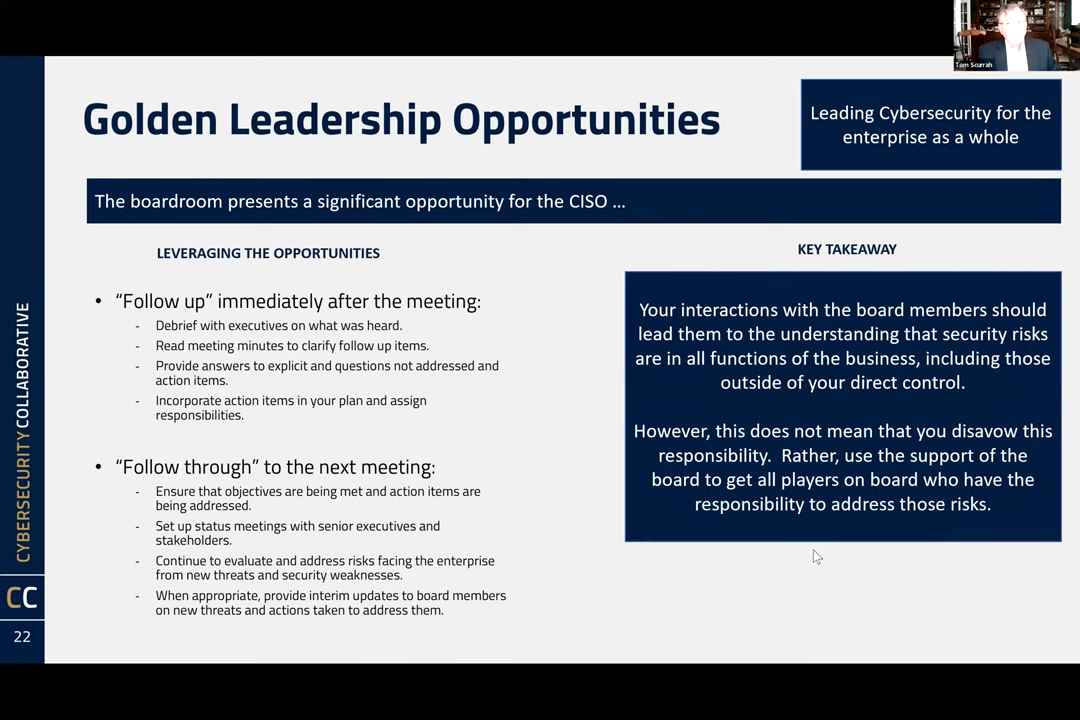 Tom Scurrah
Golden Leadership Opportunities
Leading Cybersecurity for the
enterprise as a whole
The boardroom presents a significant opportunity for the CISO ...
LEVERAGING THE OPPORTUNITIES
• “Follow up” immediately after the meeting:
- Debrief with executives on what was heard.
- Read meeting minutes to clarify follow up items.
- Provide answers to explicit and questions not addressed and
action items.
- Incorporate action items in your plan and assign
responsibilities.
• “Follow through” to the next meeting:
- Ensure that objectives are being met and action items are
being addressed.
- Set up status meetings with senior executives and
stakeholders.
- Continue to evaluate and address risks facing the enterprise
from new threats and security weaknesses.
- When appropriate, provide interim updates to board members
on new threats and actions taken to address them.
KEY TAKEAWAY
Your interactions with the board members should
lead them to the understanding that security risks
are in all functions of the business, including those
outside of your direct control.
However, this does not mean that you disavow this
responsibility.  Rather, use the support of the
board to get all players on board who have the
responsibility to address those risks.
CYBERSECURITY COLLABORATIVE
CC
22